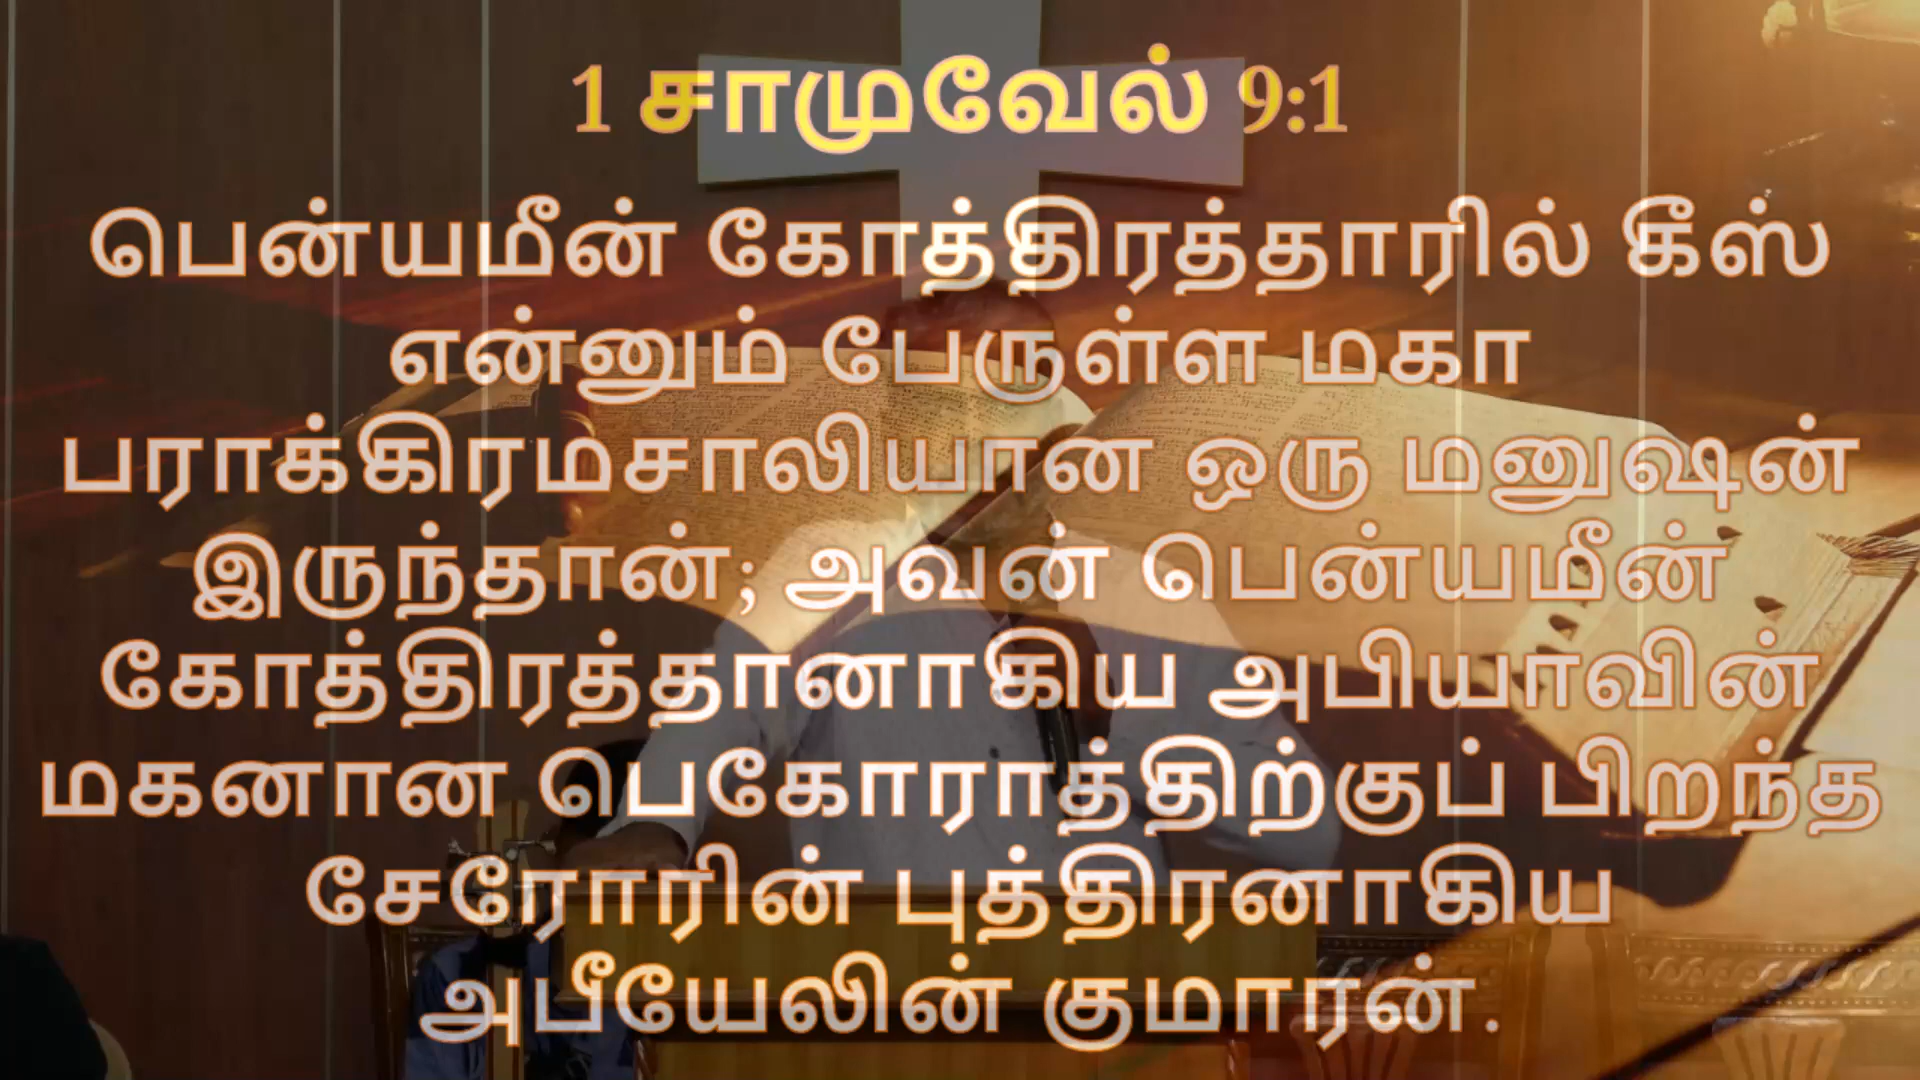 1 சாமுவேல் 9:1
பென்யமீன் கோத்திரத்தாரில் கீஸ்
என்னும் பேருள்ள மகா
பராக்கிரமசாலியான ஒரு மனுஷன்
இருந்தான்; அவன் பென்யமீன்
கோத்திரத்தானாகிய அபியாவின்
மகனான பெகோராத்திற்குப் பிறந்த
சேரோரின் புத்திரனாகிய
அபீயேலின் குமாரன்.